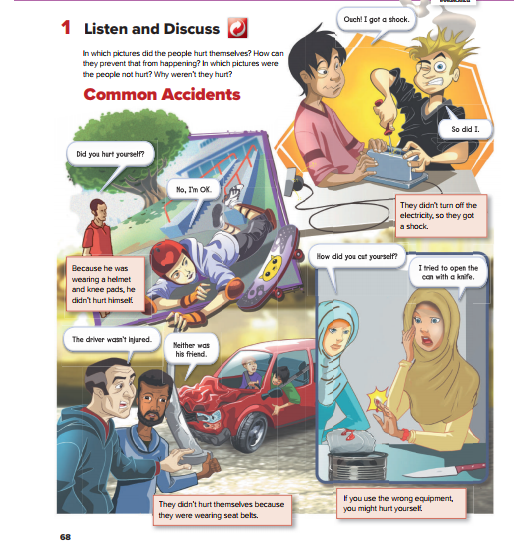 1 Listen and Discuss
In which pictures did the people hurt themselves? How can
they prevent that from happening? In which pictures were
the people not hurt? Why weren't they hurt?
Common Accidents
Ouch! I got a shock.
So did I.
They didn't turn off the
electricity, so they got
a shock.
Did you hurt yourself?
No, I'm OK.
Because he was
wearing a helmet
and knee pads, he
didn't hurt himself.
How did you cut yourself?
I tried to open the
can with a knife.
If you use the wrong equipment,
you might hurt yourself.
The driver wasn't injured.
Neither was
his friend.
They didn't hurt themselves because
they were wearing seat belts.
68